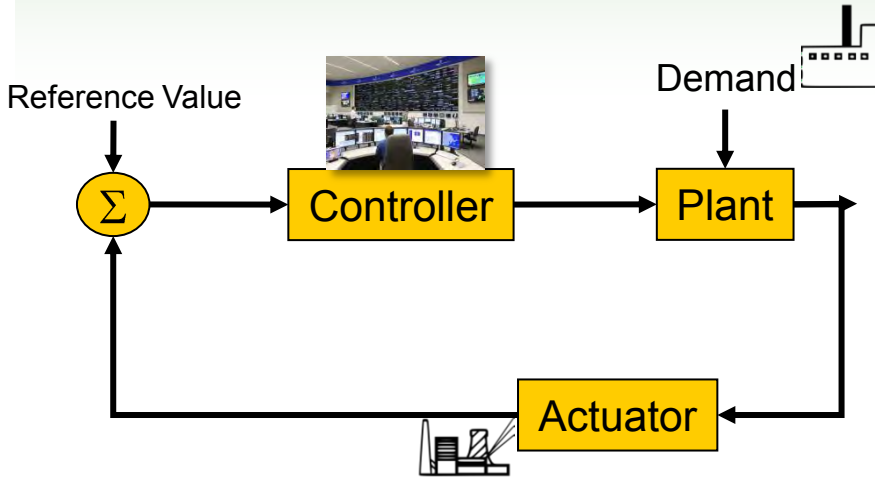 Reference Value
Demand
Σ
Controller
Plant
Actuator